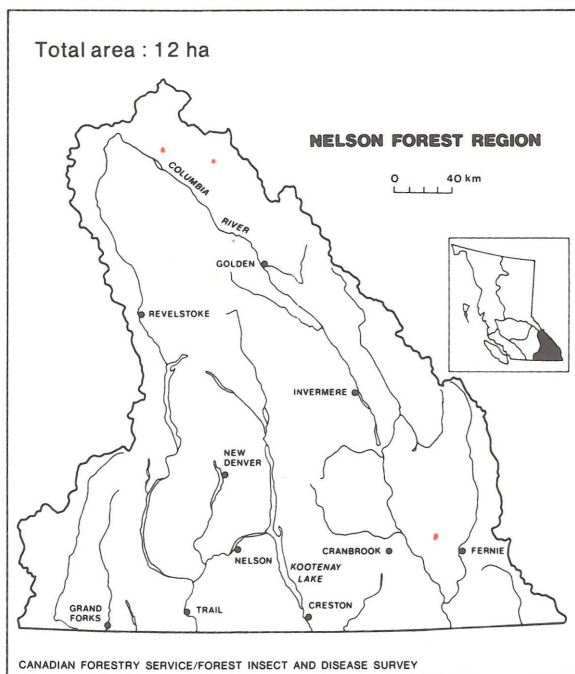 Total area : 12 ha
NELSON FOREST REGION
0 40 km
COLUMBIA
RIVER
GOLDEN
REVELSTOKE
INVERMERE
NEW
DENVER
NELSON
KOOTENAY
LAKE
CRANBROOK
FERNIE
GRAND
FORKS
TRAIL
CRESTON
CANADIAN FORESTRY SERVICE/FOREST INSECT AND DISEASE SURVEY